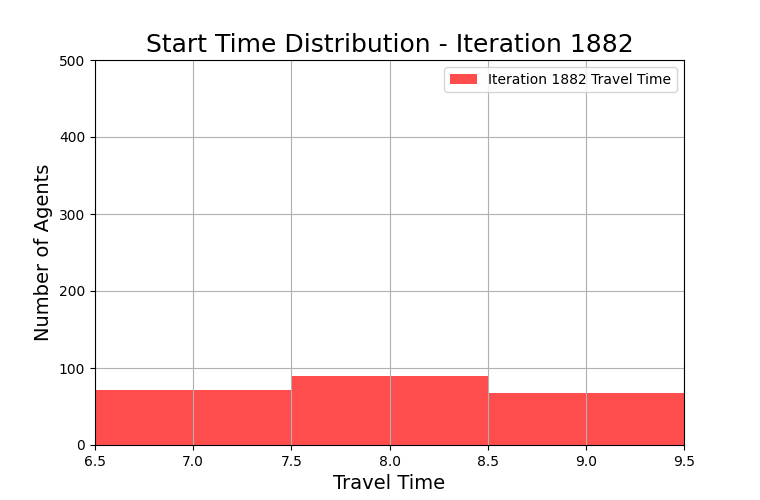 Start Time Distribution - Iteration 1882
Iteration 1882 Travel Time
Number of Agents
500
400
300
200
100
0
6.5 7.0 7.5 8.0 8.5 9.0 9.5
Travel Time